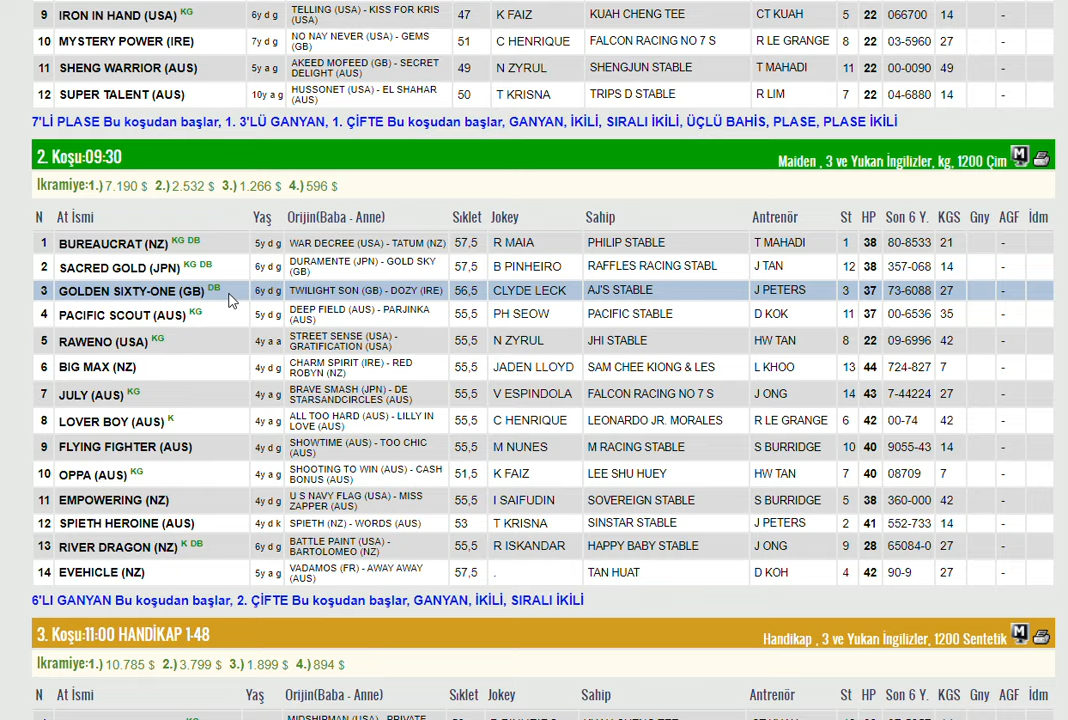 9 IRON IN HAND (USA) KG 6y d g TELLING (USA) - KISS FOR KRIS (USA) 47 K FAIZ KUAH CHENG TEE CT KUAH 5 22 066700 14 -
10 MYSTERY POWER (IRE) 7y d g NO NAY NEVER (USA) - GEMS (GB) 51 C HENRIQUE FALCON RACING NO 7 S R LE GRANGE 8 22 03-5960 27 -
11 SHENG WARRIOR (AUS) 5y a g AKEED MOFEED (GB) - SECRET DELIGHT (AUS) 49 N ZYRUL SHENGJUN STABLE T MAHADI 11 22 00-0090 49 -
12 SUPER TALENT (AUS) 10y a g HUSSONET (USA) - EL SHAHAR (AUS) 50 T KRISNA TRIPS D STABLE R LIM 7 22 04-6880 14 -
7'Lİ PLASE Bu koşudan başlar, 1. 3'LÜ GANYAN, 1. ÇİFTE Bu koşudan başlar, GANYAN, İKİLİ, SIRALI İKİLİ, ÜÇLÜ BAHİS, PLASE, PLASE İKİLİ
2. Koşu:09:30 Maiden , 3 ve Yukarı İngilizler, kg, 1200 Çim M
İkramiye:1.) 7.190 $ 2.) 2.532 $ 3.) 1.266 $ 4.) 596 $
N At İsmi Yaş Orijin(Baba - Anne) Sıklet Jokey Sahip Antrenör St HP Son 6 Y. KGS Gny AGF İdm
1 BUREAUCRAT (NZ) KG DB 5y d g WAR DECREE (USA) - TATUM (NZ) 57,5 R MAIA PHILIP STABLE T MAHADI 1 38 80-8533 21 -
2 SACRED GOLD (JPN) KG DB 6y d g DURAMENTE (JPN) - GOLD SKY (GB) 57,5 B PINHEIRO RAFFLES RACING STABL J TAN 12 38 357-068 14 -
3 GOLDEN SIXTY-ONE (GB) DB 6y d g TWILIGHT SON (GB) - DOZY (IRE) 56,5 CLYDE LECK AJ'S STABLE J PETERS 3 37 73-6088 27 -
4 PACIFIC SCOUT (AUS) KG 5y d g DEEP FIELD (AUS) - PARJINKA (AUS) 55,5 PH SEOW PACIFIC STABLE D KOK 11 37 00-6536 35 -
5 RAWENO (USA) KG 4y a a STREET SENSE (USA) - GRATIFICATION (USA) 55,5 N ZYRUL JHI STABLE HW TAN 8 22 09-6996 42 -
6 BIG MAX (NZ) 4y d g CHARM SPIRIT (IRE) - RED ROBYN (NZ) 55,5 JADEN LLOYD SAM CHEE KIONG & LES L KHOO 13 44 724-827 7 -
7 JULY (AUS) KG 4y d g BRAVE SMASH (JPN) - DE STARSANDCIRCLES (AUS) 55,5 V ESPINDOLA FALCON RACING NO 7 S J ONG 14 43 7-44224 27 -
8 LOVER BOY (AUS) K 4y a g ALL TOO HARD (AUS) - LILLY IN LOVE (AUS) 55,5 C HENRIQUE LEONARDO JR. MORALES R LE GRANGE 6 42 00-74 42 -
9 FLYING FIGHTER (AUS) 4y d g SHOWTIME (AUS) - TOO CHIC (AUS) 55,5 M NUNES M RACING STABLE S BURRIDGE 10 40 9055-43 14 -
10 OPPA (AUS) KG 4y a g SHOOTING TO WIN (AUS) - CASH BONUS (AUS) 51,5 K FAIZ LEE SHU HUEY HW TAN 7 40 08709 7 -
11 EMPOWERING (NZ) 4y d g U S NAVY FLAG (USA) - MISS ZAPPER (AUS) 55,5 I SAIFUDIN SOVEREIGN STABLE S BURRIDGE 5 38 360-000 42 -
12 SPIETH HEROINE (AUS) 4y d k SPIETH (NZ) - WORDS (AUS) 53 T KRISNA SINSTAR STABLE J PETERS 2 41 552-733 14 -
13 RIVER DRAGON (NZ) K DB 6y d g BATTLE PAINT (USA) - BARTOLOMEO (NZ) 55,5 R ISKANDAR HAPPY BABY STABLE J ONG 9 28 65084-0 27 -
14 EVEHICLE (NZ) 5y a g VADAMOS (FR) - AWAY AWAY (AUS) 57,5 . TAN HUAT D KOH 4 42 90-9 27 -
6'LI GANYAN Bu koşudan başlar, 2. ÇİFTE Bu koşudan başlar, GANYAN, İKİLİ, SIRALI İKİLİ
3. Koşu:11:00 HANDİKAP 1-48 Handikap , 3 ve Yukarı İngilizler, 1200 Sentetik M
İkramiye:1.) 10.785 $ 2.) 3.799 $ 3.) 1.899 $ 4.) 894 $
N At İsmi Yaş Orijin(Baba - Anne) Sıklet Jokey Sahip Antrenör St HP Son 6 Y. KGS Gny AGF İdm
MIDSHIPMAN (USA) - PRIVATE